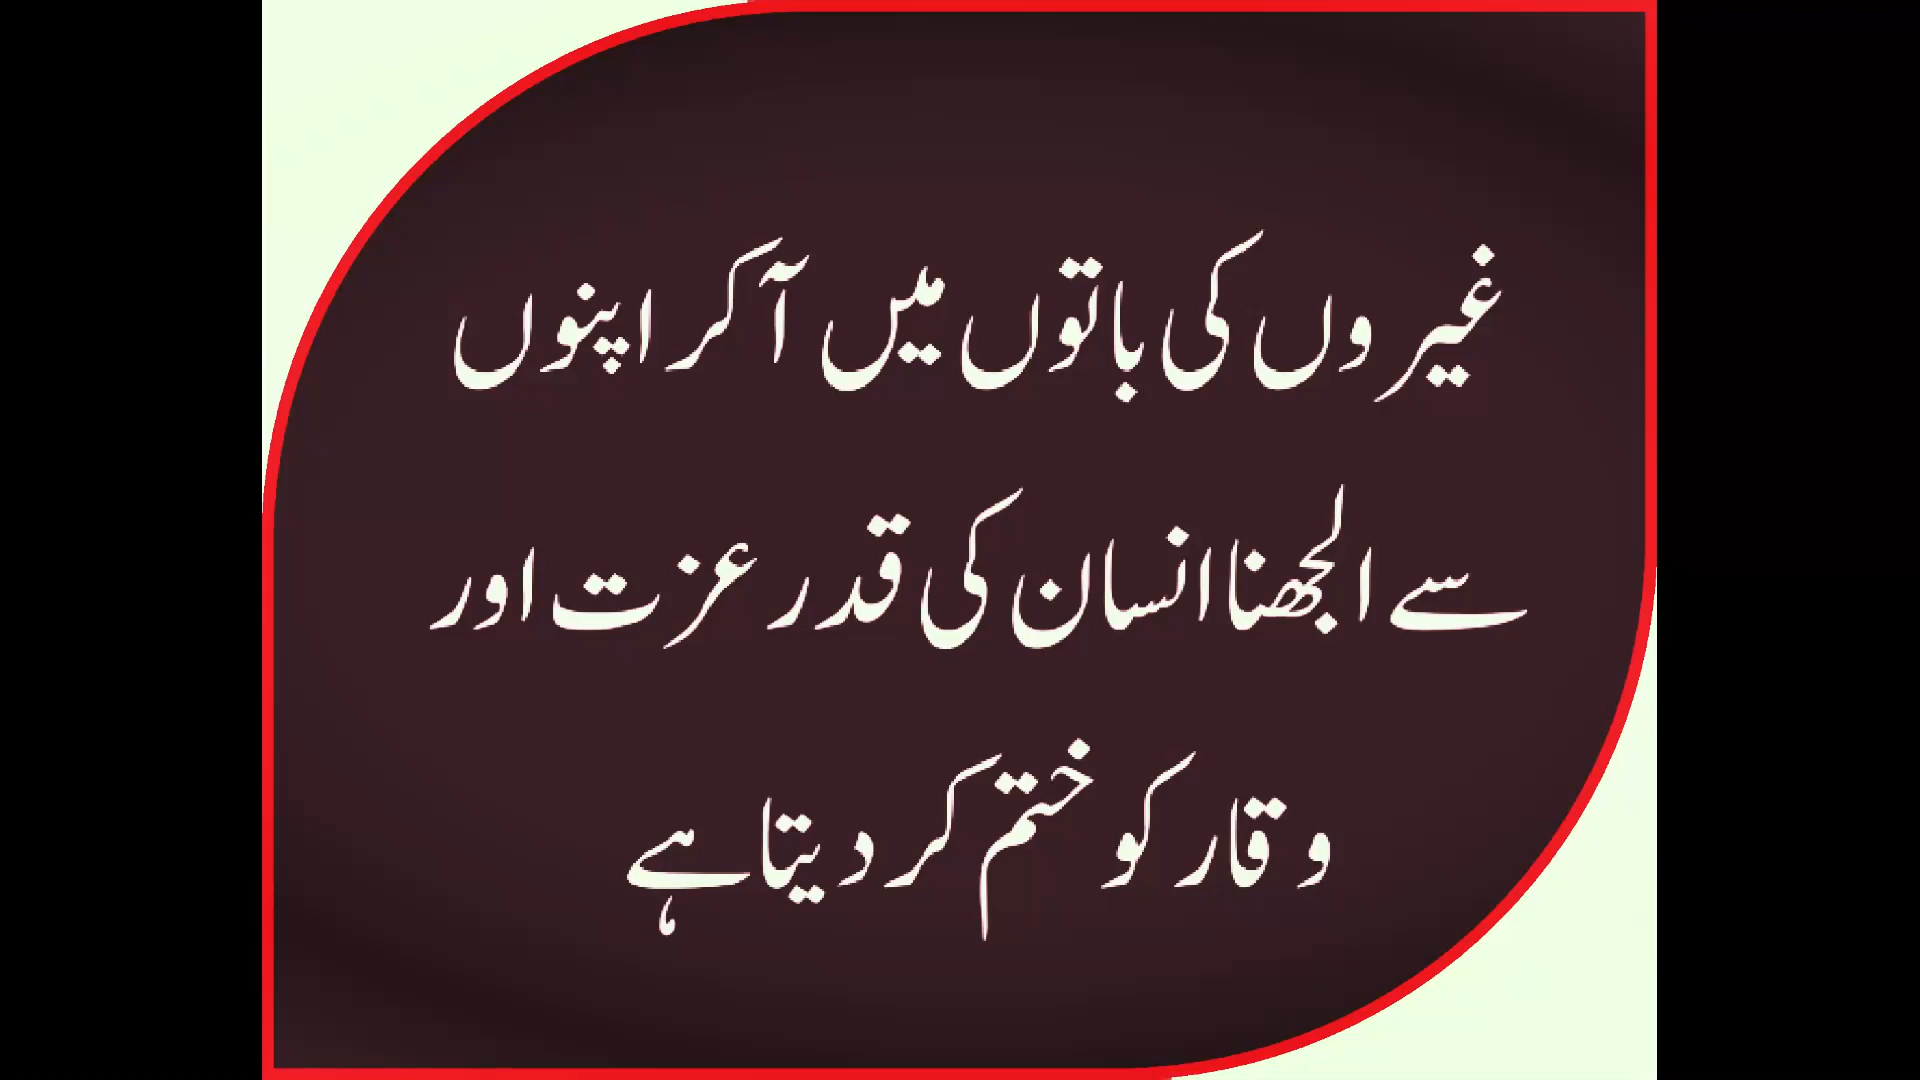 غیروں کی باتوں میں آکر اپنوں
سے الجھنا انسان کی قدر عزت اور
وقار کو ختم کر دیتا ہے